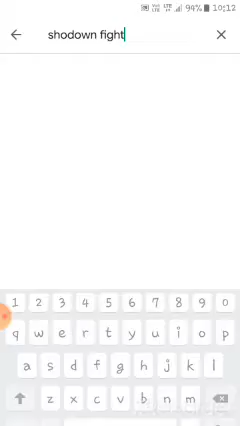 94% 10:12
shodown fight
1 2 3 4 5 6 7 8 9 0
q w e r t y u i o p
a s d f g h j k l
z x c v b n m